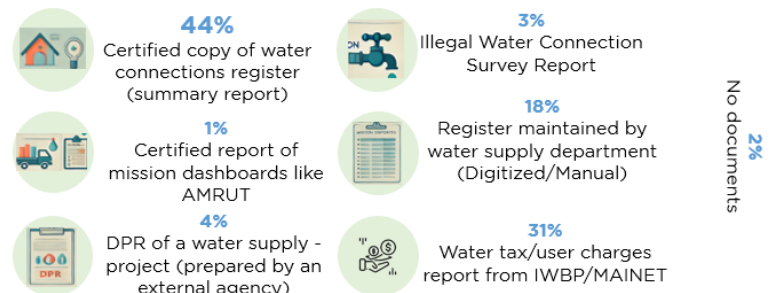 44%
Certified copy of water
connections register
(summary report)
3%
Illegal Water Connection
Survey Report
1%
Certified report of
mission dashboards like
AMRUT
18%
Register maintained by
water supply department
(Digitized/Manual)
4%
DPR of a water supply -
project (prepared by an
external agency)
DPR
31%
Water tax/user charges
report from IWBP/MAINET
2%
No documents